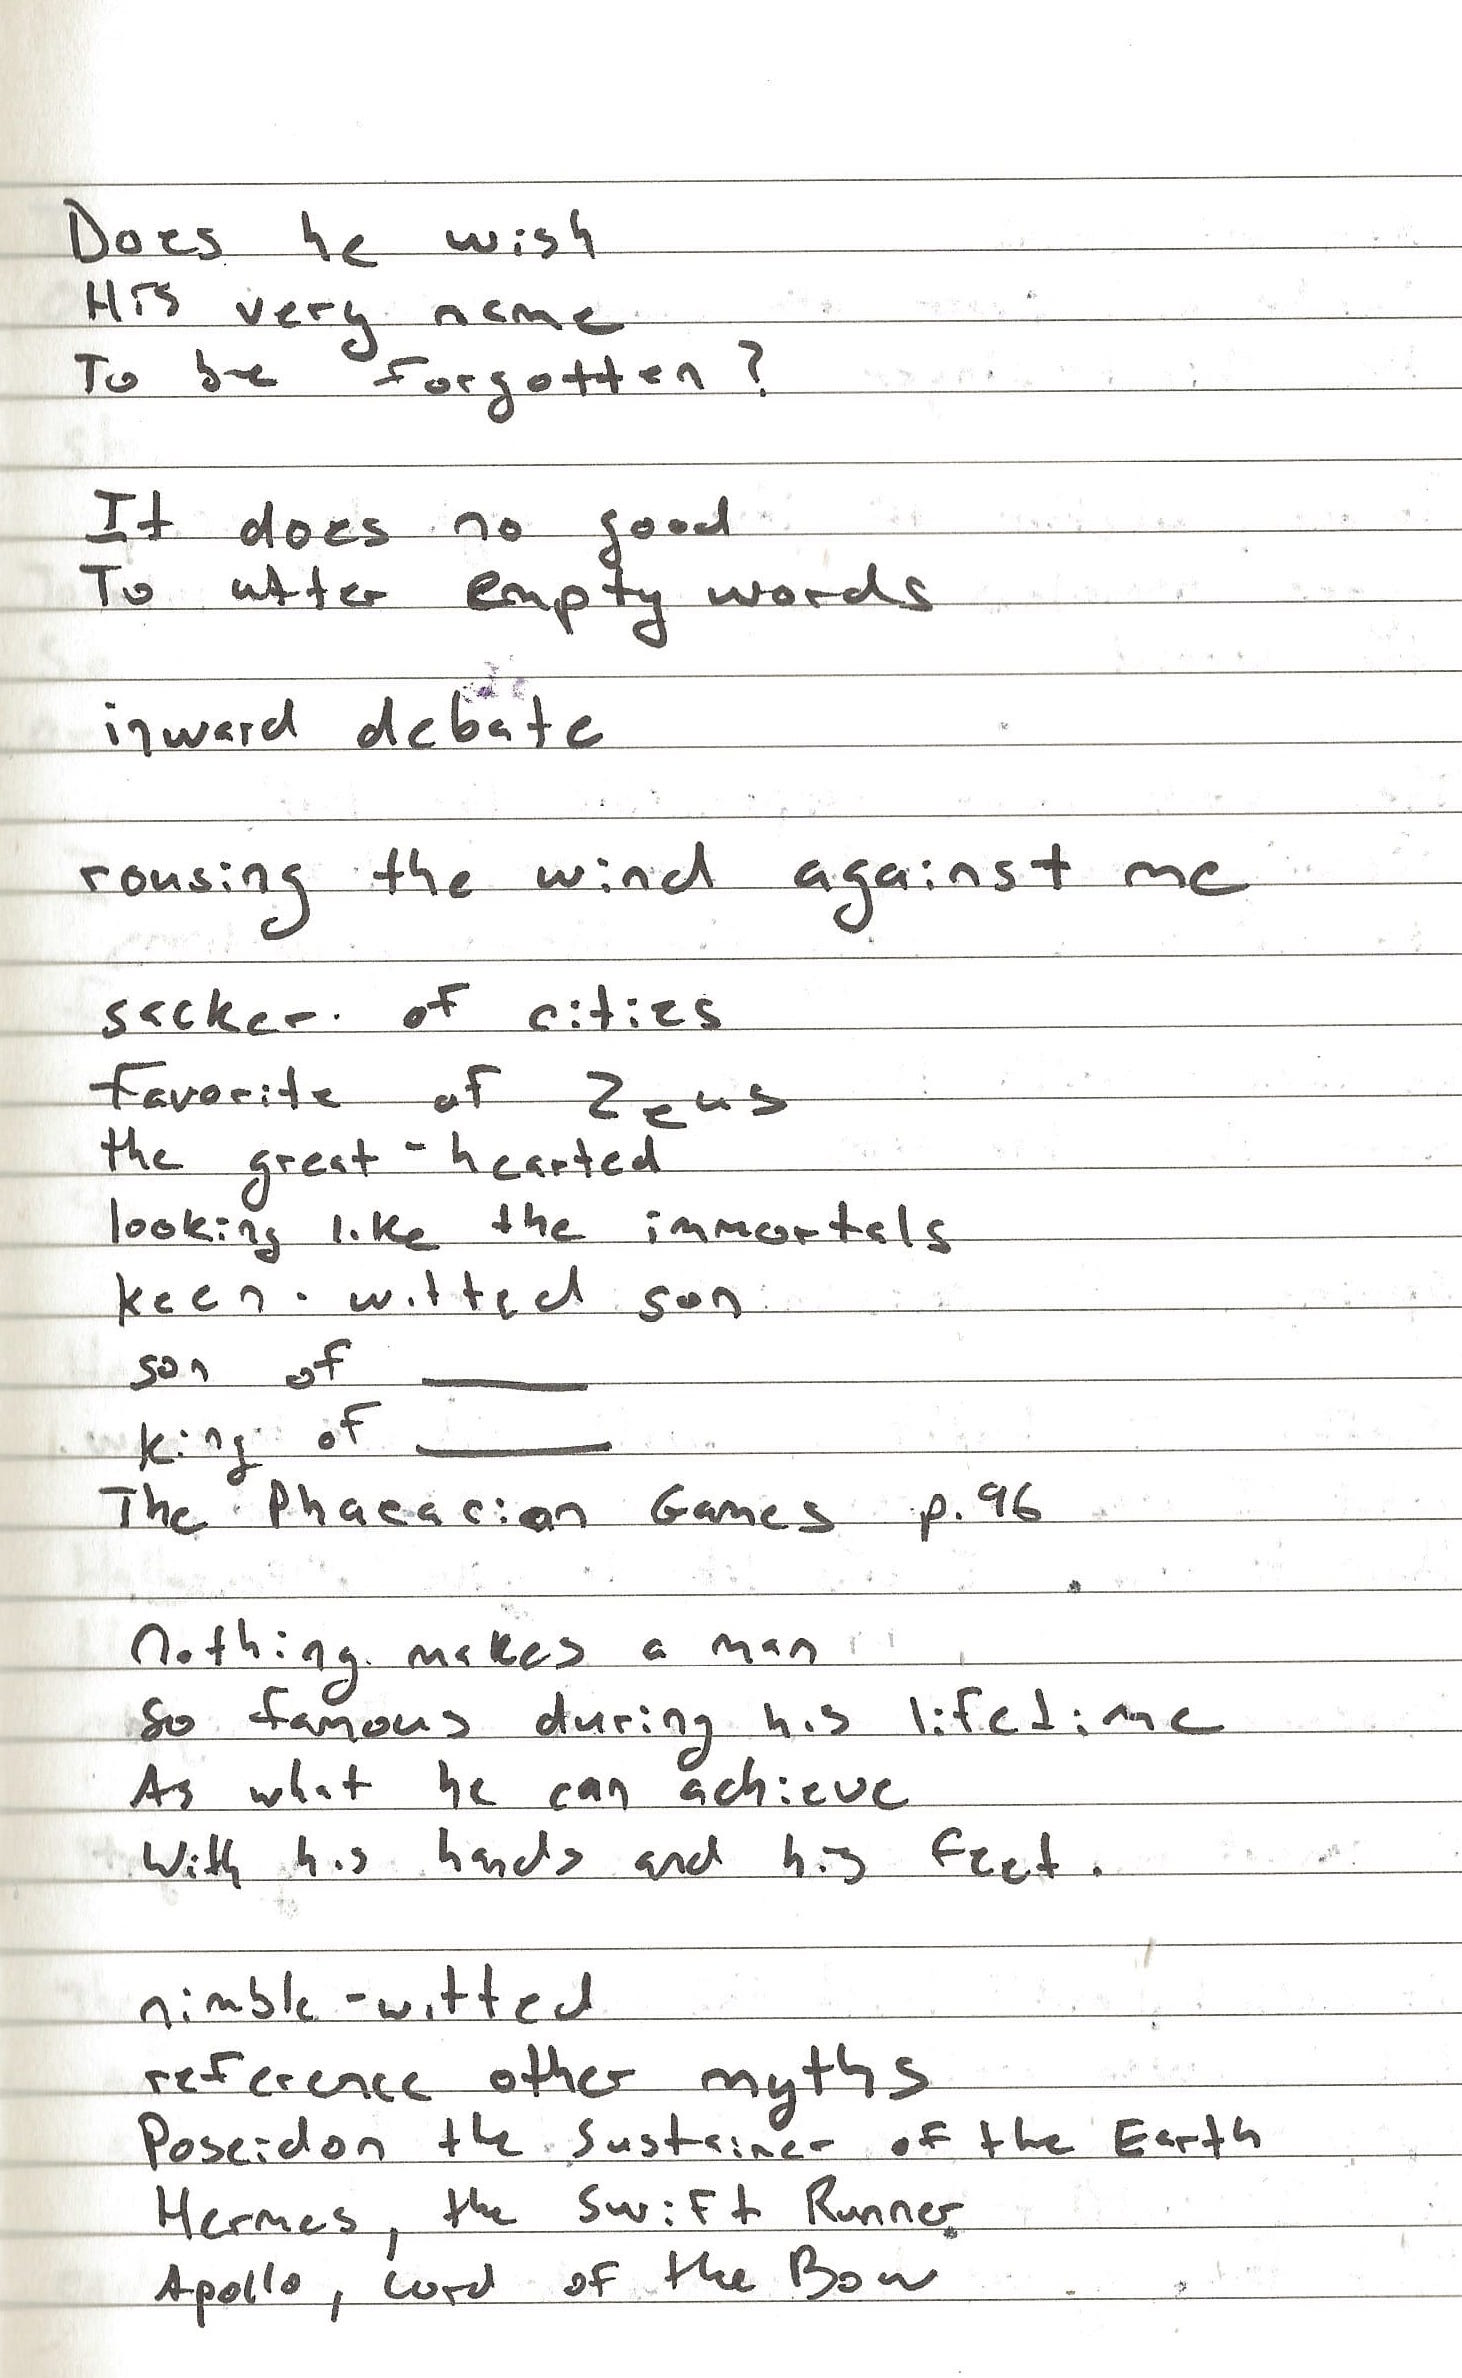 Does he wish
His very name
To be forgotten?
It does no good
To utter empty words
inward debate
rousing the wind against me
sacker of cities
favorite of Zeus
the great-hearted
looking like the immortals
keen-witted son
son of ____
king of ____
The Phaeacian Games p. 96
nothing makes a man
so famous during his lifetime
As what he can achieve
With his hands and his feet.
nimble-witted
reference other myths
Poseidon the Sustainer of the Earth
Hermes, the Swift Runner
Apollo, Lord of the Bow